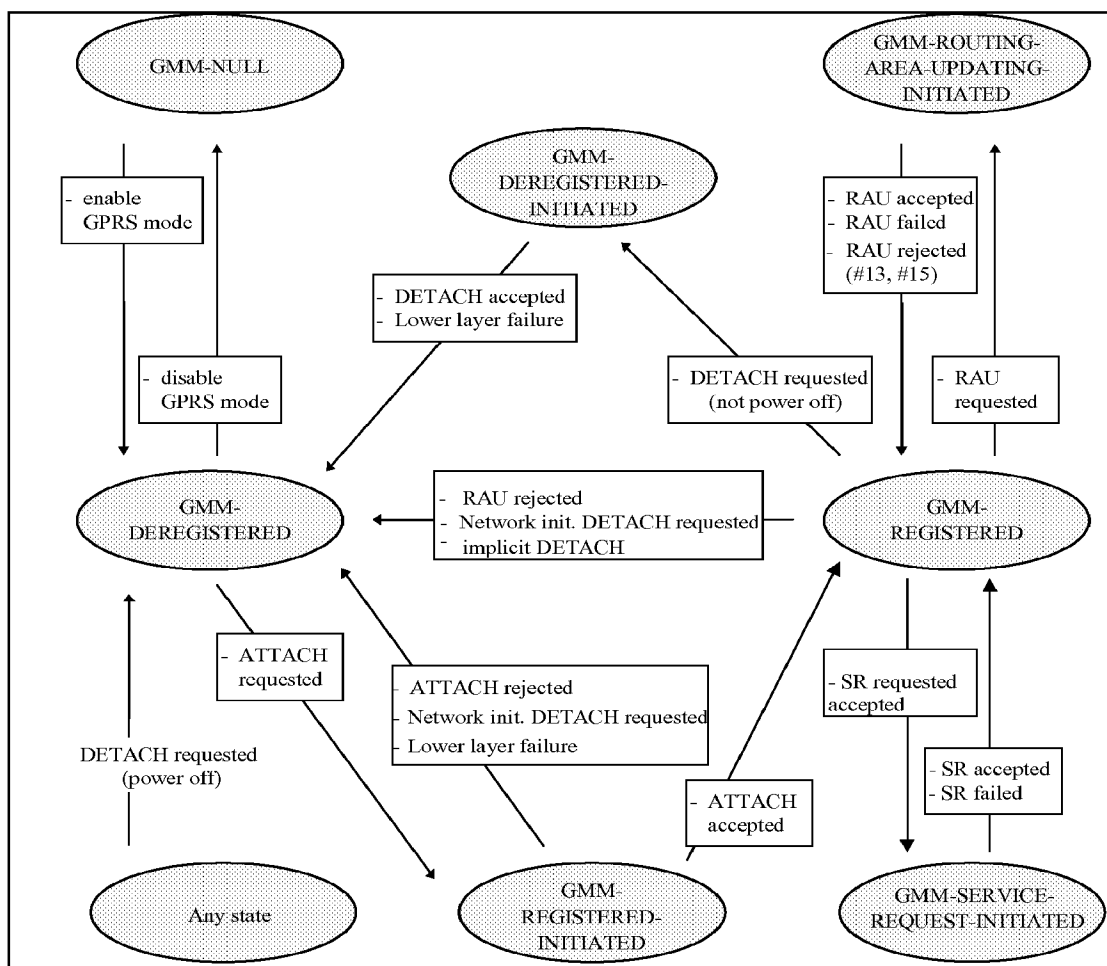 GMM-NULL
GMM-ROUTING-
AREA-UPDATING-
INITIATED
GMM-
DEREGISTERED-
INITIATED
- enable
GPRS mode
- RAU accepted
- RAU failed
- RAU rejected
(#13, #15)
- DETACH accepted
- Lower layer failure
- disable
GPRS mode
- DETACH requested
(not power off)
- RAU
requested
GMM-
DEREGISTERED
- RAU rejected
- Network init. DETACH requested
- implicit DETACH
GMM-
REGISTERED
- ATTACH
requested
- ATTACH rejected
- Network init. DETACH requested
- Lower layer failure
- SR requested
accepted
DETACH requested
(power off)
- ATTACH
accepted
- SR accepted
- SR failed
Any state
GMM-
REGISTERED-
INITIATED
GMM-SERVICE-
REQUEST-INITIATED